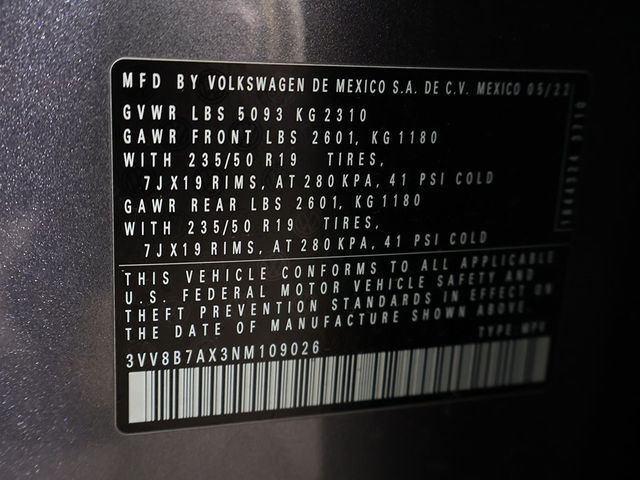 MFD BY VOLKSWAGEN DE MEXICO S.A. DE C.V. MEXICO 05/22
GVWR LBS 5093 KG 2310
GAWR FRONT LBS 2601, KG 1180
WITH 235/50 R19 TIRES,
7JX19 RIMS, AT 280 KPA, 41 PSI COLD
GAWR REAR LBS 2601, KG 1180
WITH 235/50 R19 TIRES,
7JX19 RIMS, AT 280 KPA, 41 PSI COLD
THIS VEHICLE CONFORMS TO ALL APPLICABLE
U.S. FEDERAL MOTOR VEHICLE SAFETY AND
THEFT PREVENTION STANDARDS IN EFFECT ON
THE DATE OF MANUFACTURE SHOWN ABOVE.
3VV8B7AX3NM109026 TYPE MPV